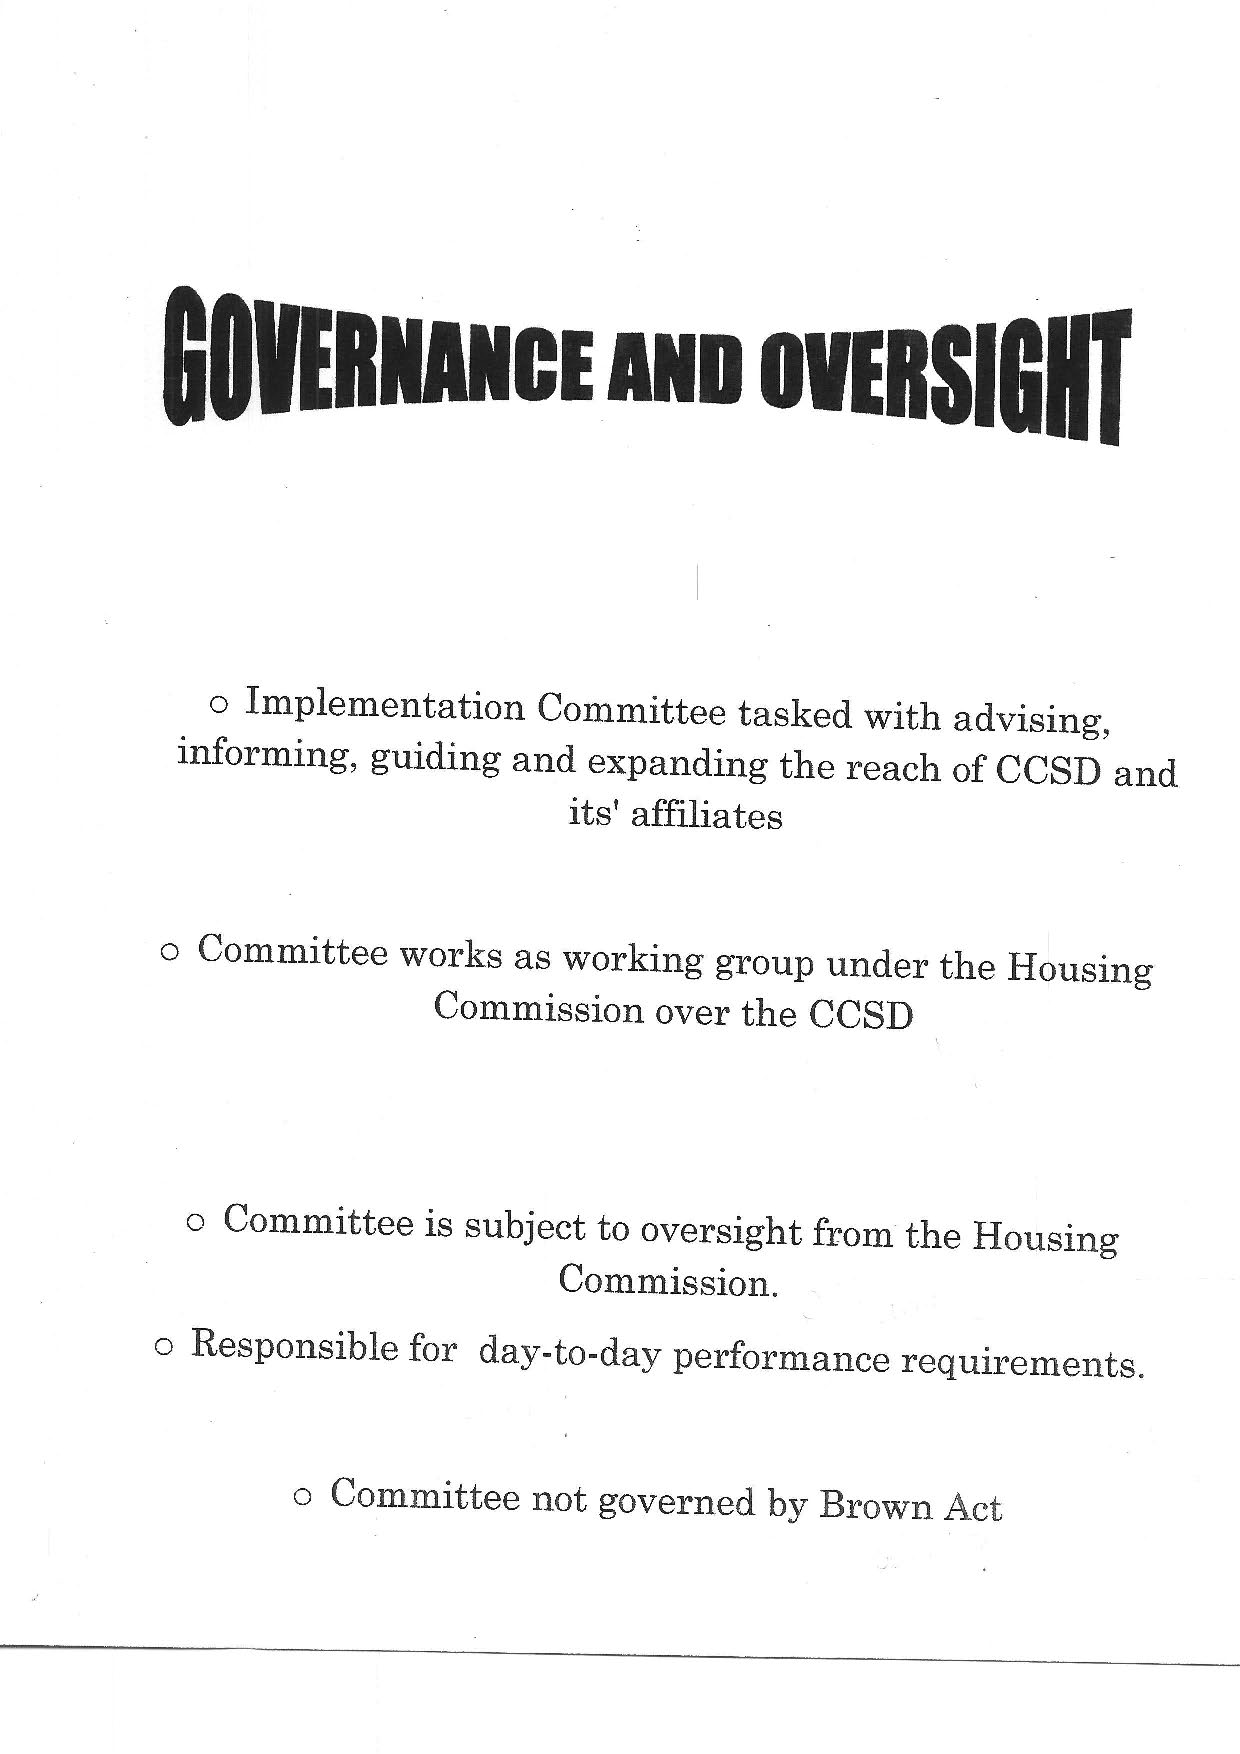 GOVERNANCE AND OVERSIGHT
o Implementation Committee tasked with advising,
informing, guiding and expanding the reach of CCSD and
its' affiliates
o Committee works as working group under the Housing
Commission over the CCSD
o Committee is subject to oversight from the Housing
Commission.
o Responsible for day-to-day performance requirements.
o Committee not governed by Brown Act